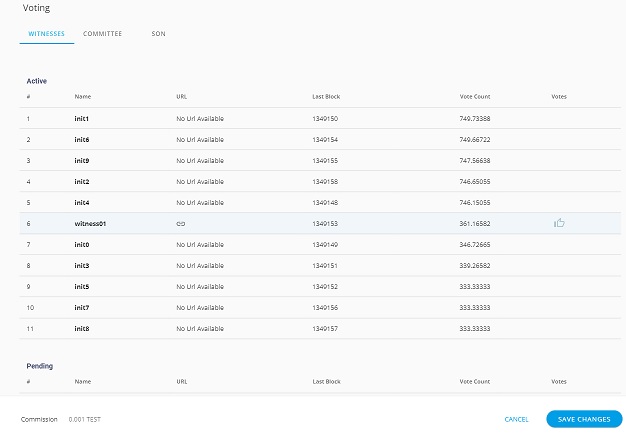 Voting
WITNESSES COMMITTEE SON
Active
# Name URL Last Block Vote Count Votes
1 init1 No Url Available 1349150 749.73388
2 init6 No Url Available 1349154 749.66722
3 init9 No Url Available 1349155 747.56638
4 init2 No Url Available 1349158 746.65055
5 init4 No Url Available 1349148 746.15055
6 witness01 1349153 361.16582
7 init0 No Url Available 1349149 346.72665
8 init3 No Url Available 1349151 339.26582
9 init5 No Url Available 1349152 333.33333
10 init7 No Url Available 1349156 333.33333
11 init8 No Url Available 1349157 333.33333
Pending
# Name URL Last Block Vote Count Votes
Commission 0.001 TEST CANCEL SAVE CHANGES